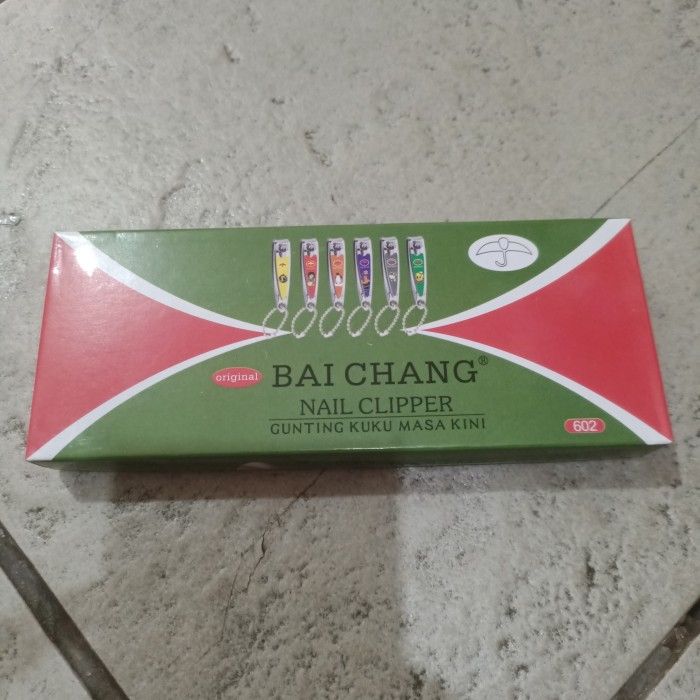 original
BAI CHANG®
NAIL CLIPPER
GUNTING KUKU MASA KINI
602